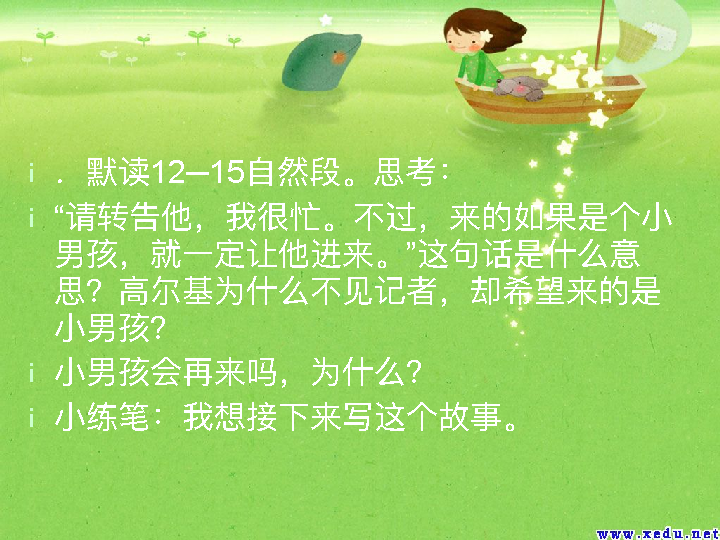 ．默读12—15自然段。思考：
“请转告他，我很忙。不过，来的如果是个小
男孩，就一定让他进来。”这句话是什么意
思？高尔基为什么不见记者，却希望来的是
小男孩？
小男孩会再来吗，为什么？
小练笔：我想接下来写这个故事。
www.xedu.net